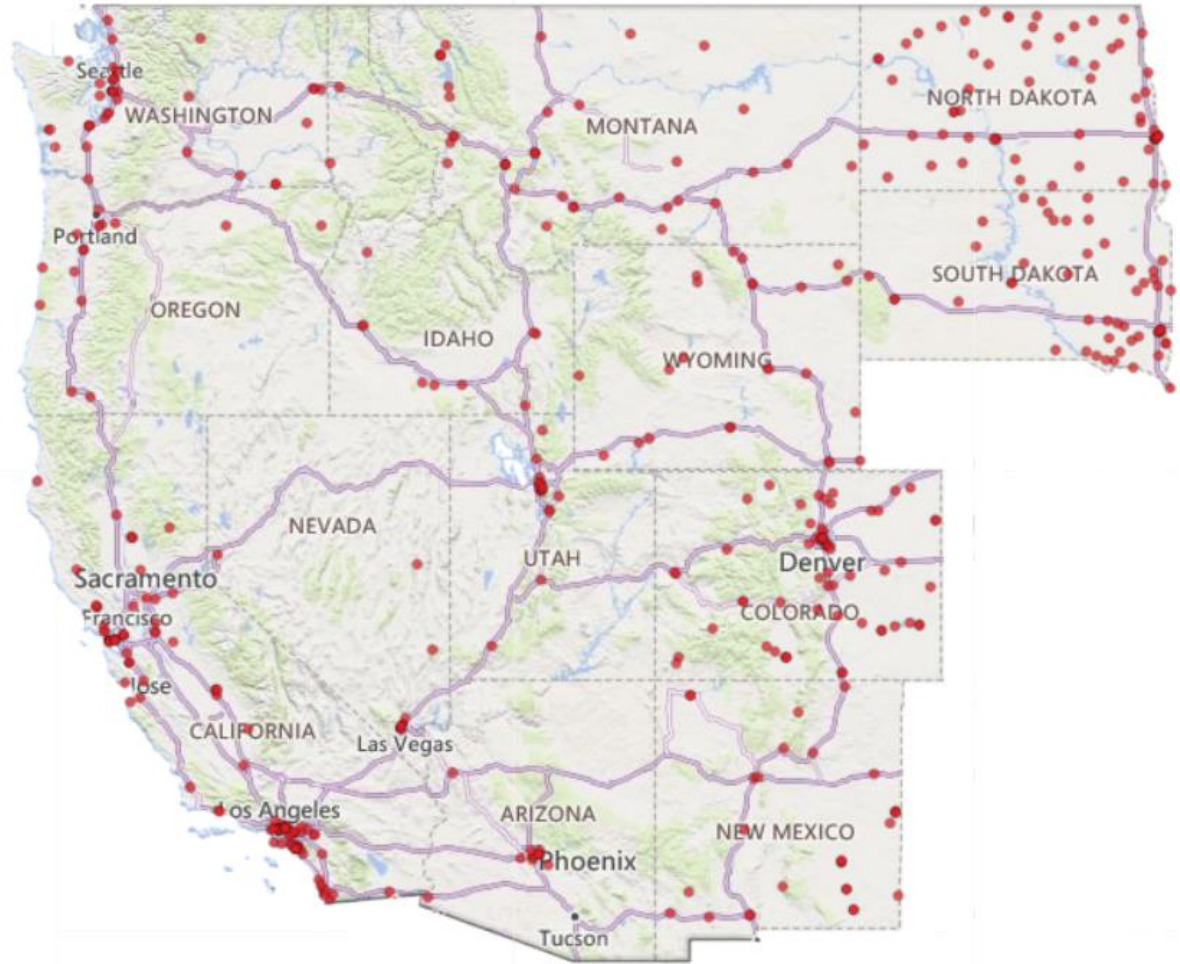 Seattle
WASHINGTON
MONTANA
NORTH DAKOTA
Portland
OREGON
IDAHO
WYOMING
SOUTH DAKOTA
NEVADA
UTAH
Denver
COLORADO
Sacramento
Francisco
Jose
CALIFORNIA
Las Vegas
Los Angeles
ARIZONA
NEW MEXICO
Phoenix
Tucson